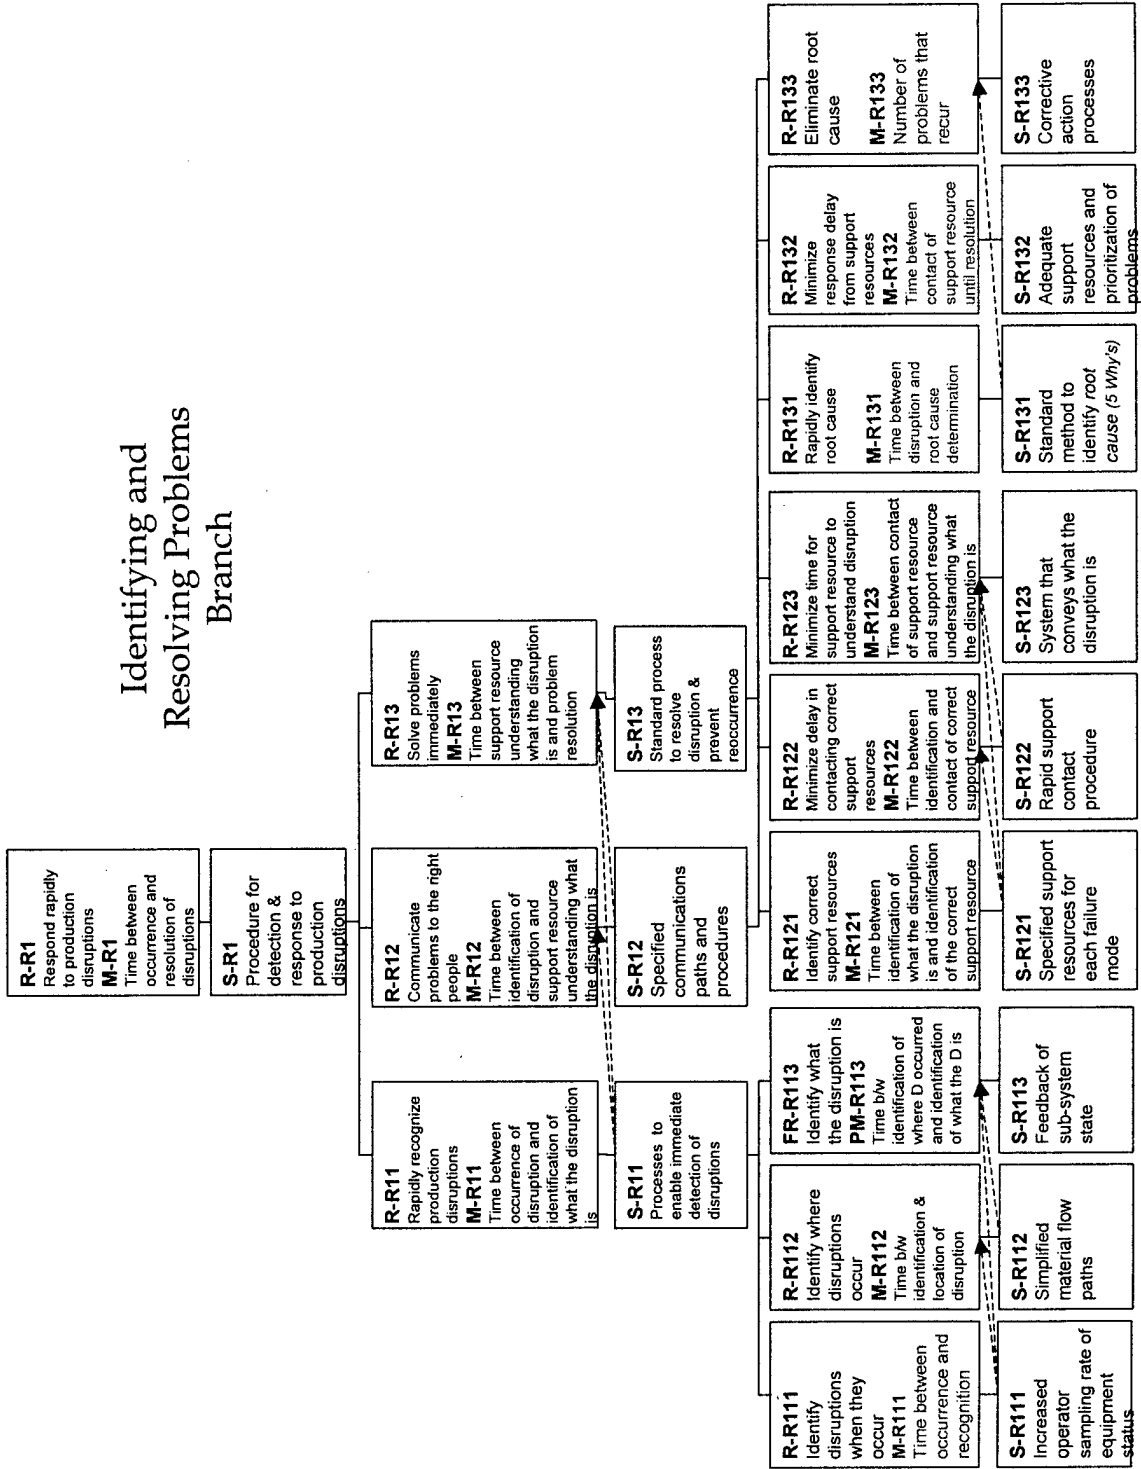 Identifying and
Resolving Problems
Branch
R-R1
Respond rapidly
to production
disruptions
M-R1
Time between
occurrence and
resolution of
disruptions
S-R1
Procedure for
detection &
response to
production
disruptions
R-R11
Rapidly recognize
production
disruptions
M-R11
Time between
occurrence of
disruption and
identification of
what the disruption
is
R-R12
Communicate
problems to the right
people
M-R12
Time between
identification of
disruption and
support resource
understanding what
the disruption is
R-R13
Solve problems
immediately
M-R13
Time between
support resource
understanding
what the disruption
is and problem
resolution
S-R11
Processes to
enable immediate
detection of
disruptions
S-R12
Specified
communications
paths and
procedures
S-R13
Standard process
to resolve
disruption &
prevent
reoccurrence
R-R111
Identify
disruptions
when they
occur
M-R111
Time between
occurrence and
recognition
R-R112
Identify where
disruptions
occur
M-R112
Time b/w
identification &
location of
disruption
FR-R113
Identify what
the disruption is
PM-R113
Time b/w
identification of
where D occurred
and identification
of what the D is
R-R121
Identify correct
support resources
M-R121
Time between
identification of
what the disruption
is and identification
of the correct
support resource
R-R122
Minimize delay in
contacting correct
support
resources
M-R122
Time between
identification and
contact of correct
support resource
R-R123
Minimize time for
support resource to
understand disruption
M-R123
Time between contact
of support resource
and support resource
understanding what
the disruption is
R-R131
Rapidly identify
root cause
M-R131
Time between
disruption and
root cause
determination
R-R132
Minimize
response delay
from support
resources
M-R132
Time between
contact of
support resource
until resolution
R-R133
Eliminate root
cause
M-R133
Number of
problems that
recur
S-R111
Increased
operator
sampling rate of
equipment
status
S-R112
Simplified
material flow
paths
S-R113
Feedback of
sub-system
state
S-R121
Specified support
resources for
each failure
mode
S-R122
Rapid support
contact
procedure
S-R123
System that
conveys what the
disruption is
S-R131
Standard
method to
identify root
cause (5 Why's)
S-R132
Adequate
support
resources and
prioritization of
problems
S-R133
Corrective
action
processes